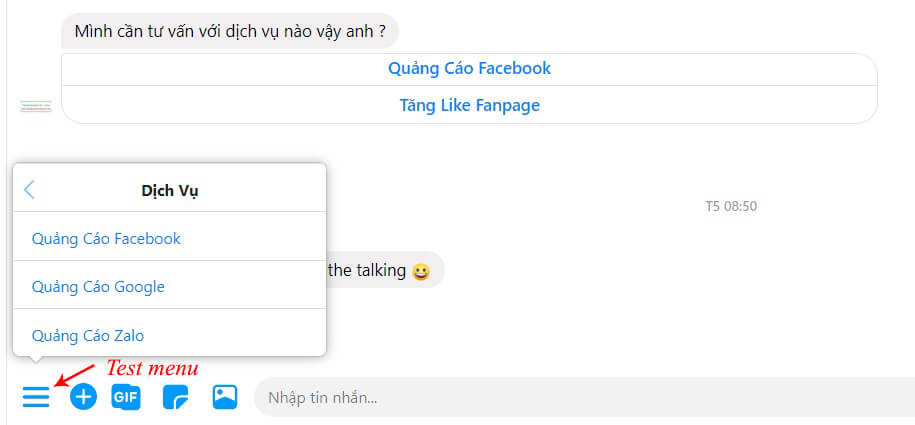 Mình cần tư vấn với dịch vụ nào vậy anh ?
Quảng Cáo Facebook
Tăng Like Fanpage
Dịch Vụ
T5 08:50
Quảng Cáo Facebook
the talking 😀
Quảng Cáo Google
Quảng Cáo Zalo
Test menu
GIF
Nhập tin nhắn...